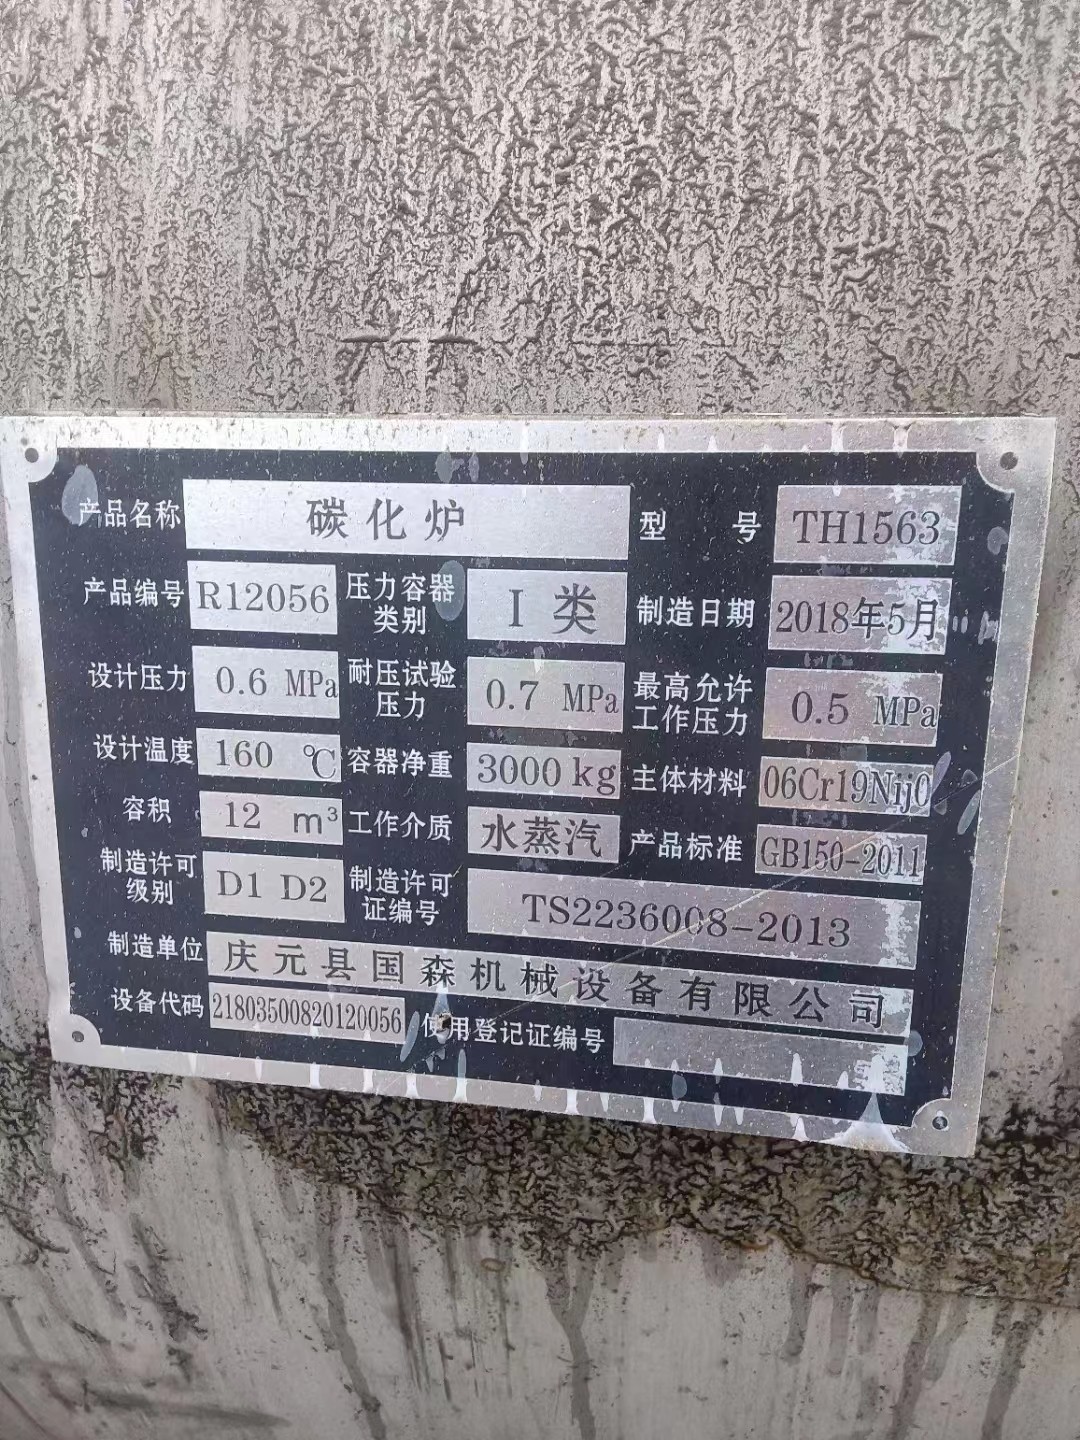 产品名称 碳化炉 型号 TH1563
产品编号 R12056 压力容器类别 I类 制造日期 2018年5月
设计压力 0.6 MPa 耐压试验压力 0.7 MPa 最高允许工作压力 0.5 MPa
设计温度 160 ℃ 容器净重 3000kg 主体材料 06Cr19Nij0
容积 12 m³ 工作介质 水蒸汽 产品标准 GB150-2011
制造许可级别 D1 D2 制造许可证编号 TS2236008-2013
制造单位 庆元县国森机械设备有限公司
设备代码 21803500820120056 使用登记证编号